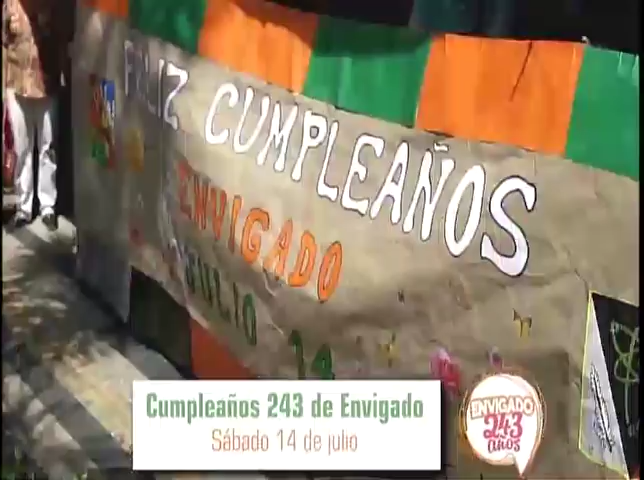 FELIZ CUMPLEAÑOS
ENVIGADO
JULIO 14
Cumpleaños 243 de Envigado
Sábado 14 de julio
ENVIGADO
243
años